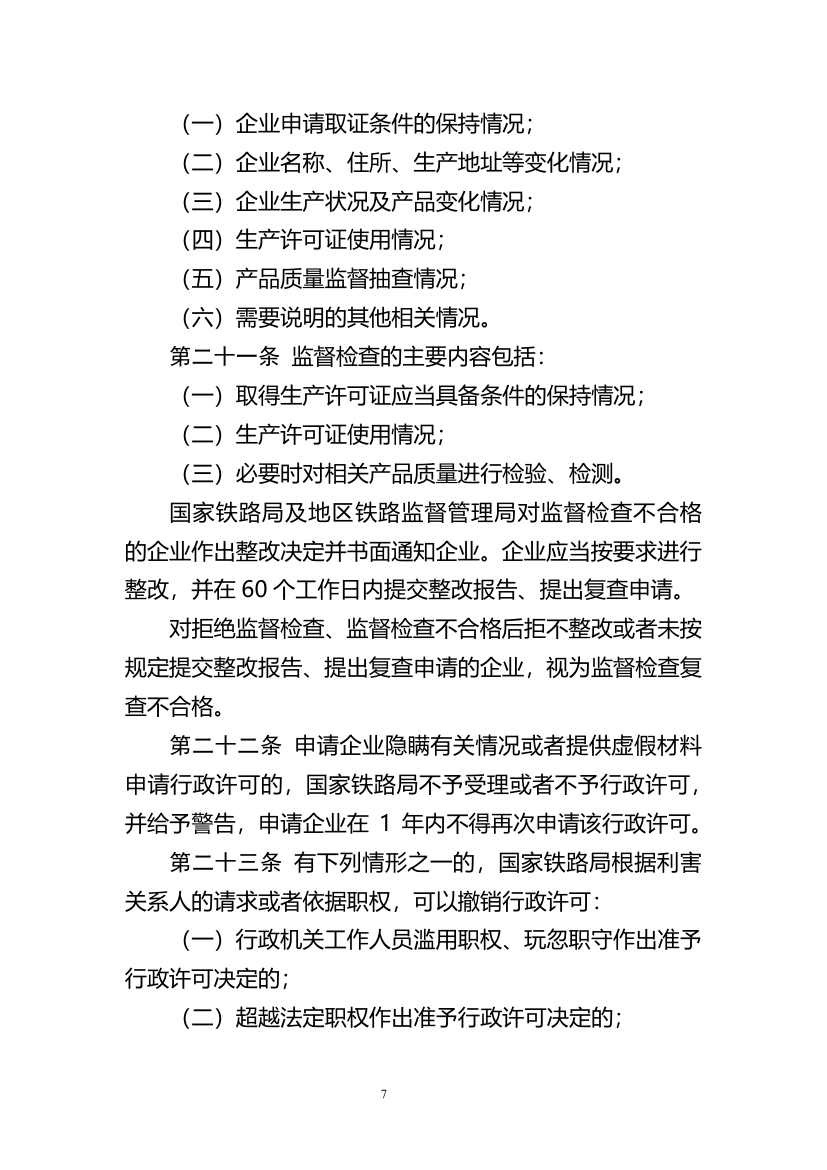 （一）企业申请取证条件的保持情况；
（二）企业名称、住所、生产地址等变化情况；
（三）企业生产状况及产品变化情况；
（四）生产许可证使用情况；
（五）产品质量监督抽查情况；
（六）需要说明的其他相关情况。
第二十一条 监督检查的主要内容包括：
（一）取得生产许可证应当具备条件的保持情况；
（二）生产许可证使用情况；
（三）必要时对相关产品质量进行检验、检测。
国家铁路局及地区铁路监督管理局对监督检查不合格
的企业作出整改决定并书面通知企业。企业应当按要求进行
整改，并在 60 个工作日内提交整改报告、提出复查申请。
对拒绝监督检查、监督检查不合格后拒不整改或者未按
规定提交整改报告、提出复查申请的企业，视为监督检查复
查不合格。
第二十二条 申请企业隐瞒有关情况或者提供虚假材料
申请行政许可的，国家铁路局不予受理或者不予行政许可，
并给予警告，申请企业在 1 年内不得再次申请该行政许可。
第二十三条 有下列情形之一的，国家铁路局根据利害
关系人的请求或者依据职权，可以撤销行政许可：
（一）行政机关工作人员滥用职权、玩忽职守作出准予
行政许可决定的；
（二）超越法定职权作出准予行政许可决定的；
7